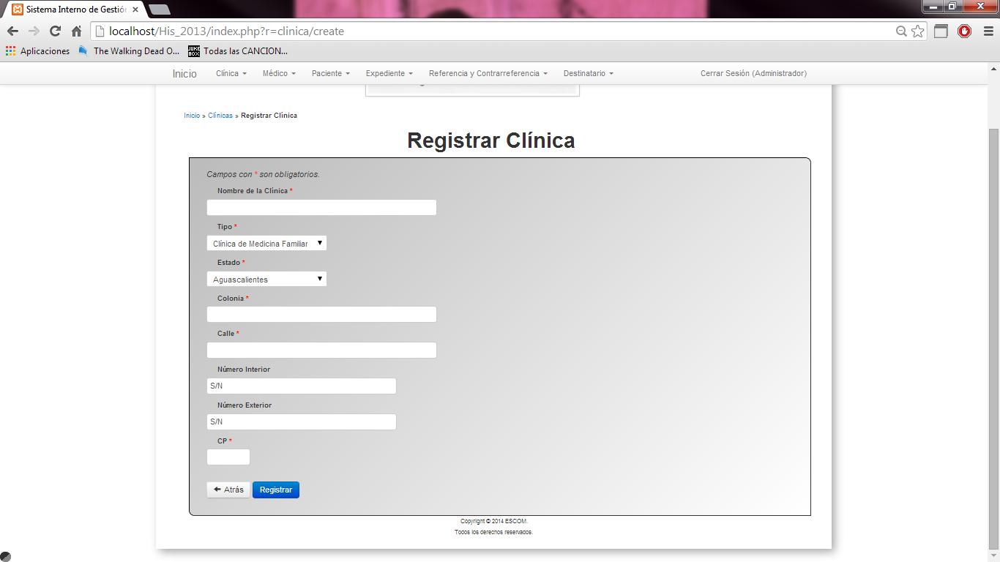 Sistema Interno de Gestión
localhost/His_2013/index.php?r=clinica/create
Aplicaciones The Walking Dead O... JUKE BOX Todas las CANCION...
Inicio Clínica Médico Paciente Expediente Referencia y Contrarreferencia Destinatario Cerrar Sesión (Administrador)
Inicio » Clínicas » Registrar Clínica
Registrar Clínica
Campos con * son obligatorios.
Nombre de la Clínica *
Tipo *
Clínica de Medicina Familiar
Estado *
Aguascalientes
Colonia *
Calle *
Número Interior
S/N
Número Exterior
S/N
CP *
Atrás Registrar
Copyright © 2014 ESCOM.
Todos los derechos reservados.